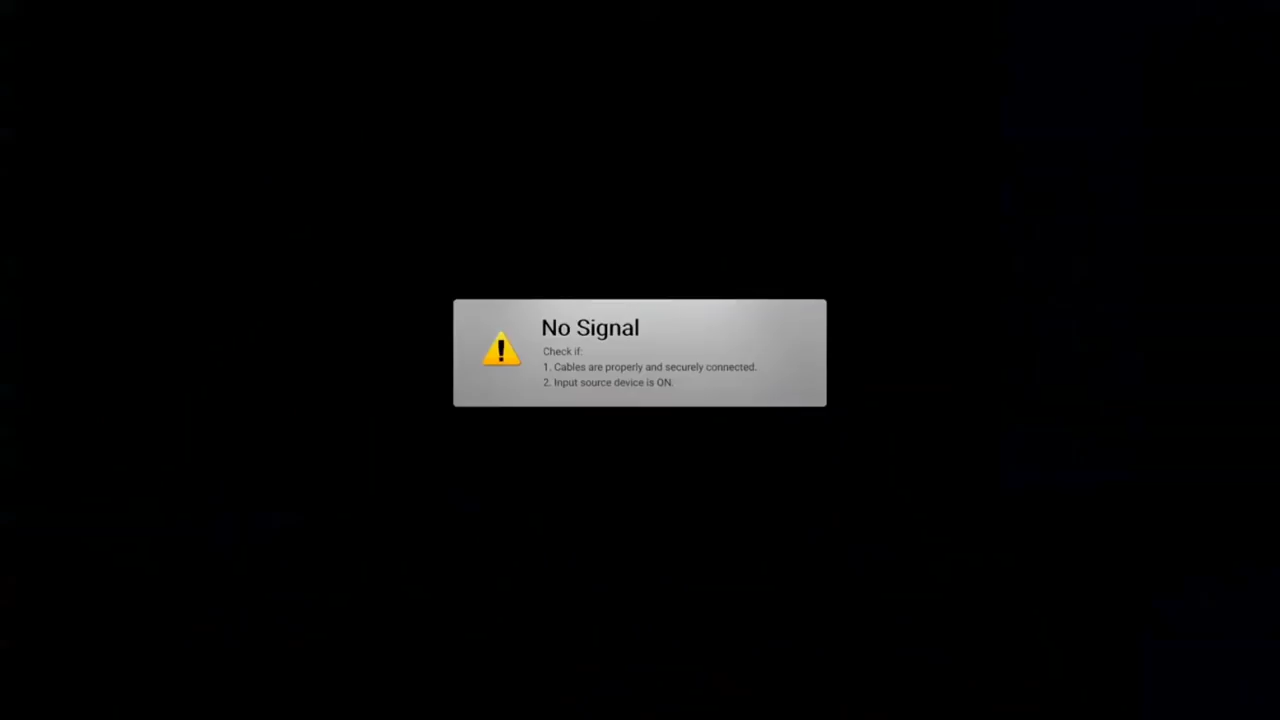 No Signal
Check if:
1. Cables are properly and securely connected.
2. Input source device is ON.